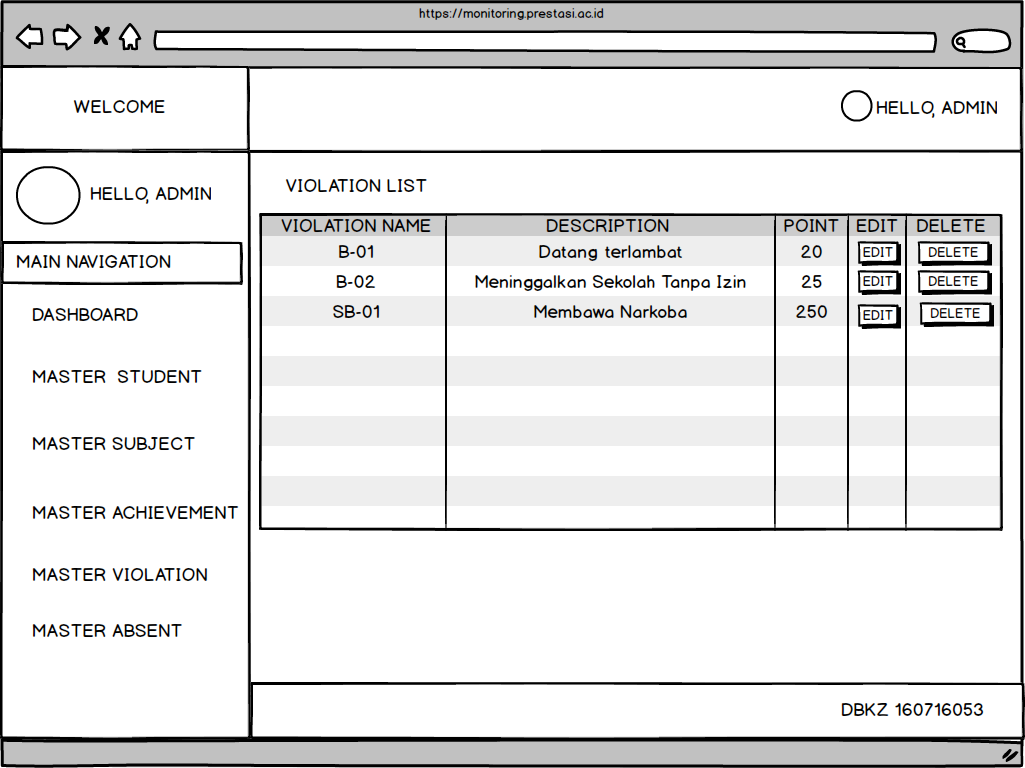 https://monitoring.prestasi.ac.id
WELCOME
HELLO, ADMIN
HELLO, ADMIN
MAIN NAVIGATION
DASHBOARD
MASTER STUDENT
MASTER SUBJECT
MASTER ACHIEVEMENT
MASTER VIOLATION
MASTER ABSENT
VIOLATION LIST
VIOLATION NAME DESCRIPTION POINT EDIT DELETE
B-01 Datang terlambat 20 EDIT DELETE
B-02 Meninggalkan Sekolah Tanpa Izin 25 EDIT DELETE
SB-01 Membawa Narkoba 250 EDIT DELETE
DBKZ 160716053